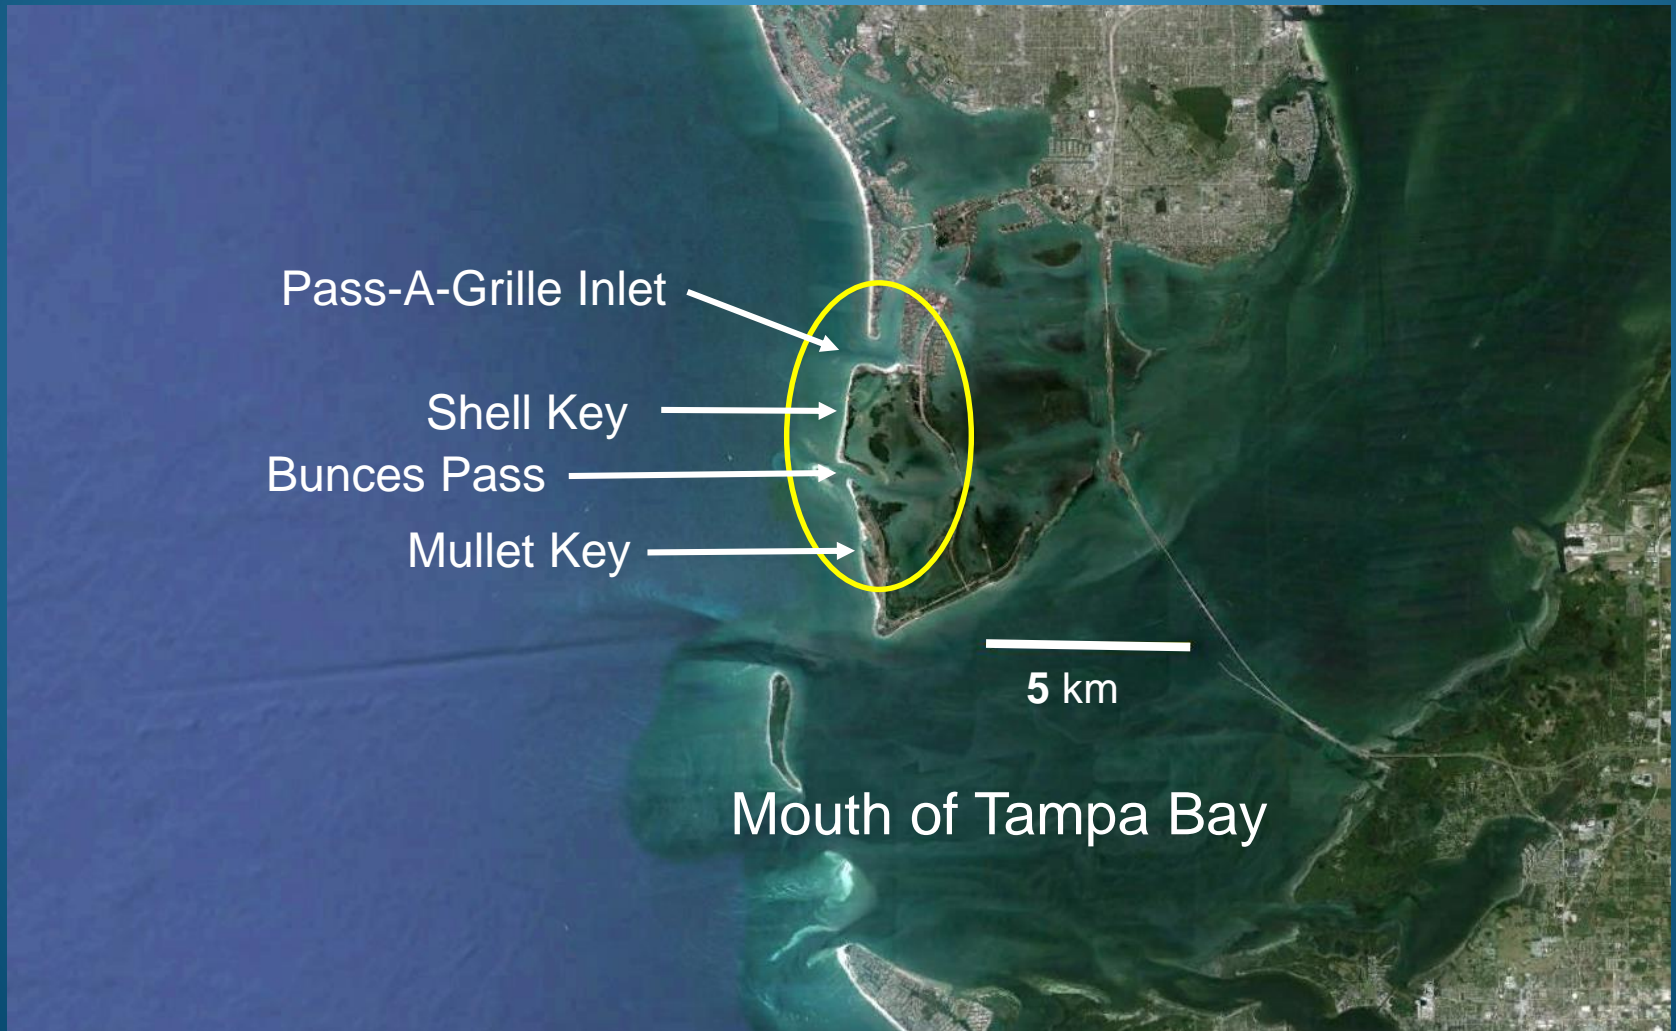 Pass-A-Grille Inlet
Shell Key
Bunces Pass
Mullet Key
5 km
Mouth of Tampa Bay